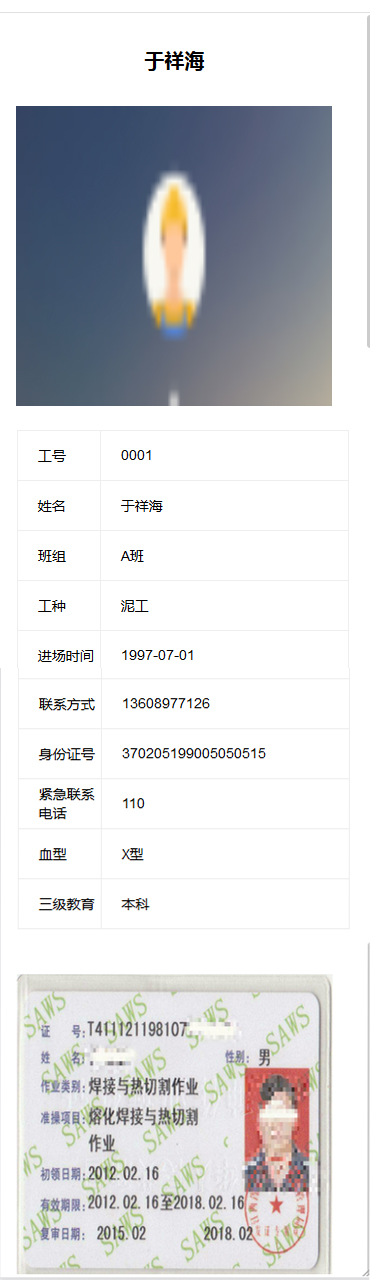 于祥海
工号 0001
姓名 于祥海
班组 A班
工种 泥工
进场时间 1997-07-01
联系方式 13608977126
身份证号 370205199005050515
紧急联系
电话 110
血型 X型
三级教育 本科
证 号:T411121198107
姓 名: 性别: 男
作业类别:焊接与热切割作业
准操项目:熔化焊接与热切割
作业
初领日期:2012.02.16
有效期限:2012.02.16至2018.02.16
复审日期: 2015.02 2018.02
SAWS
SAWS
SAWS
SAWS
SAWS
SAWS